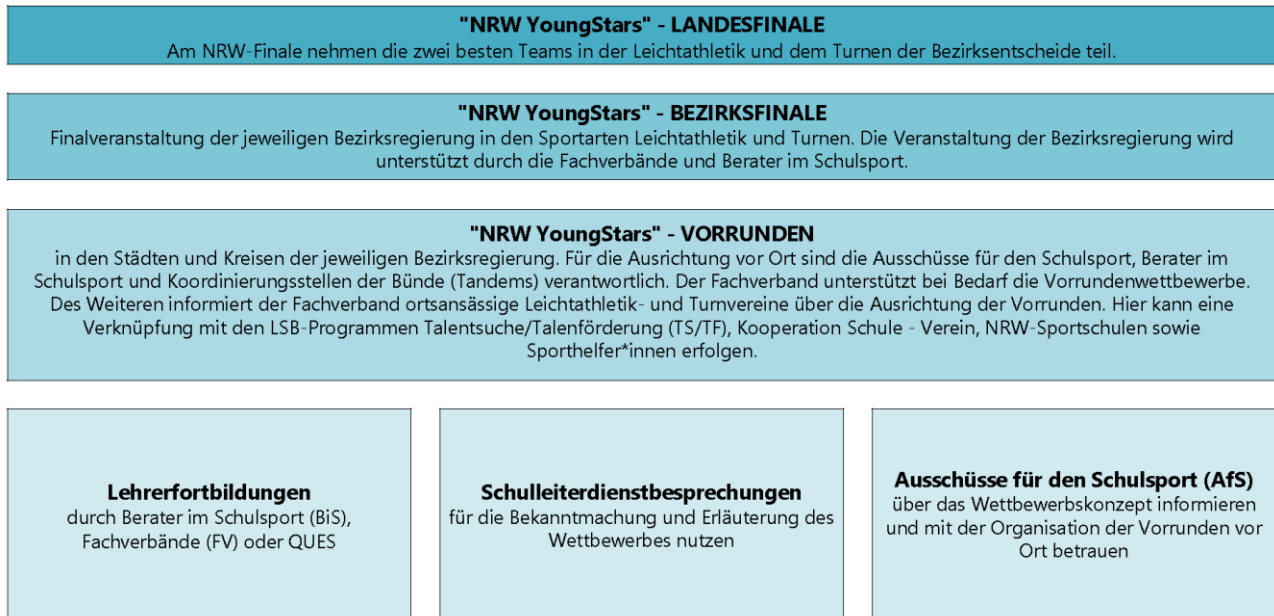 "NRW YoungStars" - LANDESFINALE
Am NRW-Finale nehmen die zwei besten Teams in der Leichtathletik und dem Turnen der Bezirksentscheide teil.
"NRW YoungStars" - BEZIRKSFINALE
Finalveranstaltung der jeweiligen Bezirksregierung in den Sportarten Leichtathletik und Turnen. Die Veranstaltung der Bezirksregierung wird
unterstützt durch die Fachverbände und Berater im Schulsport.
"NRW YoungStars" - VORRUNDEN
in den Städten und Kreisen der jeweiligen Bezirksregierung. Für die Ausrichtung vor Ort sind die Ausschüsse für den Schulsport, Berater im
Schulsport und Koordinierungsstellen der Bünde (Tandems) verantwortlich. Der Fachverband unterstützt bei Bedarf die Vorrundenwettbewerbe.
Des Weiteren informiert der Fachverband ortsansässige Leichtathletik- und Turnvereine über die Ausrichtung der Vorrunden. Hier kann eine
Verknüpfung mit den LSB-Programmen Talentsuche/Talenförderung (TS/TF), Kooperation Schule - Verein, NRW-Sportschulen sowie
Sporthelfer*innen erfolgen.
Lehrerfortbildungen
durch Berater im Schulsport (BiS),
Fachverbände (FV) oder QUES
Schulleiterdienstbesprechungen
für die Bekanntmachung und Erläuterung des
Wettbewerbes nutzen
Ausschüsse für den Schulsport (AfS)
über das Wettbewerbskonzept informieren
und mit der Organisation der Vorrunden vor
Ort betrauen